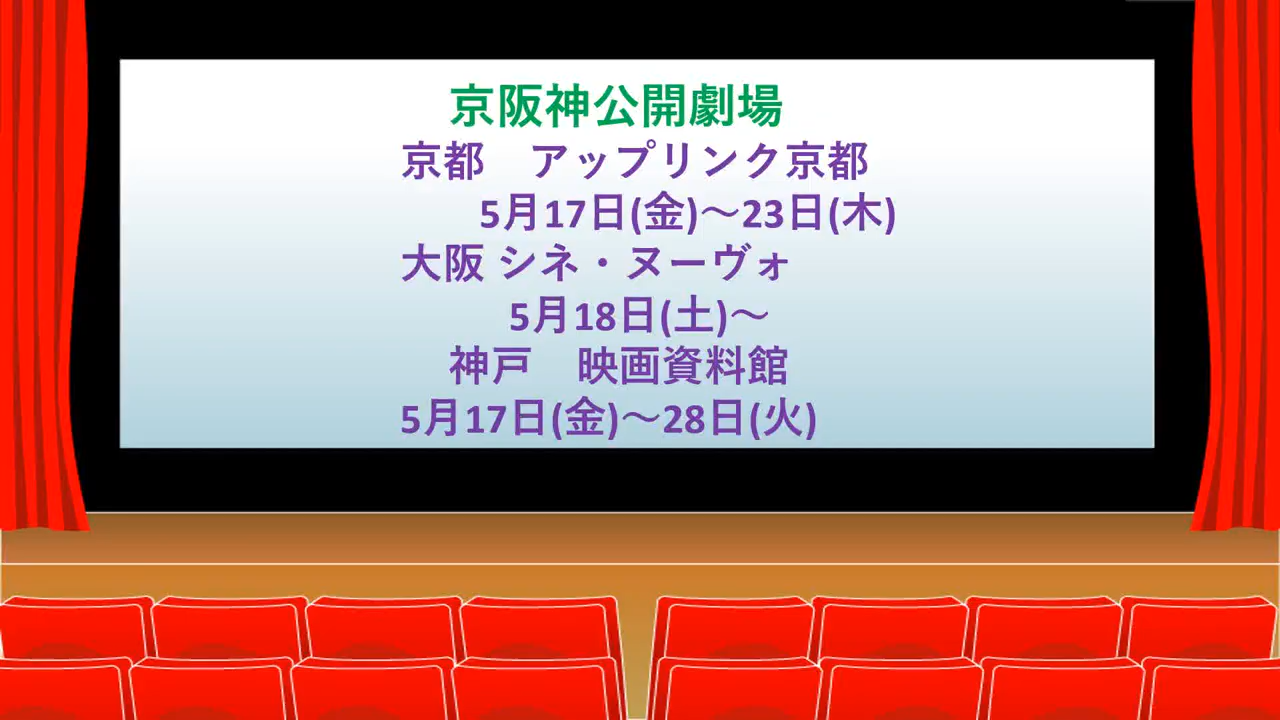 京阪神公開劇場
京都　アップリンク京都
5月17日(金)～23日(木)
大阪 シネ・ヌーヴォ
5月18日(土)～
神戸　映画資料館
5月17日(金)～28日(火)